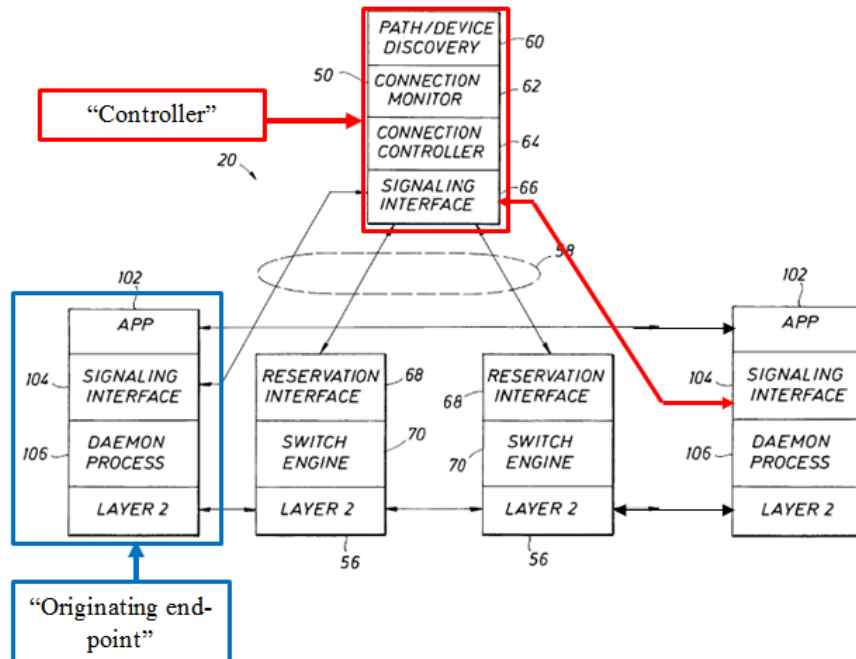 PATH/DEVICE
DISCOVERY
60
50
CONNECTION
MONITOR
62
CONNECTION
CONTROLLER
64
SIGNALING
INTERFACE
66
“Controller”
20
58
102
APP
104
SIGNALING
INTERFACE
106
DAEMON
PROCESS
LAYER 2
RESERVATION
INTERFACE
68
SWITCH
ENGINE
70
LAYER 2
56
RESERVATION
INTERFACE
68
SWITCH
ENGINE
70
LAYER 2
56
102
APP
104
SIGNALING
INTERFACE
106
DAEMON
PROCESS
LAYER 2
“Originating end-
point”